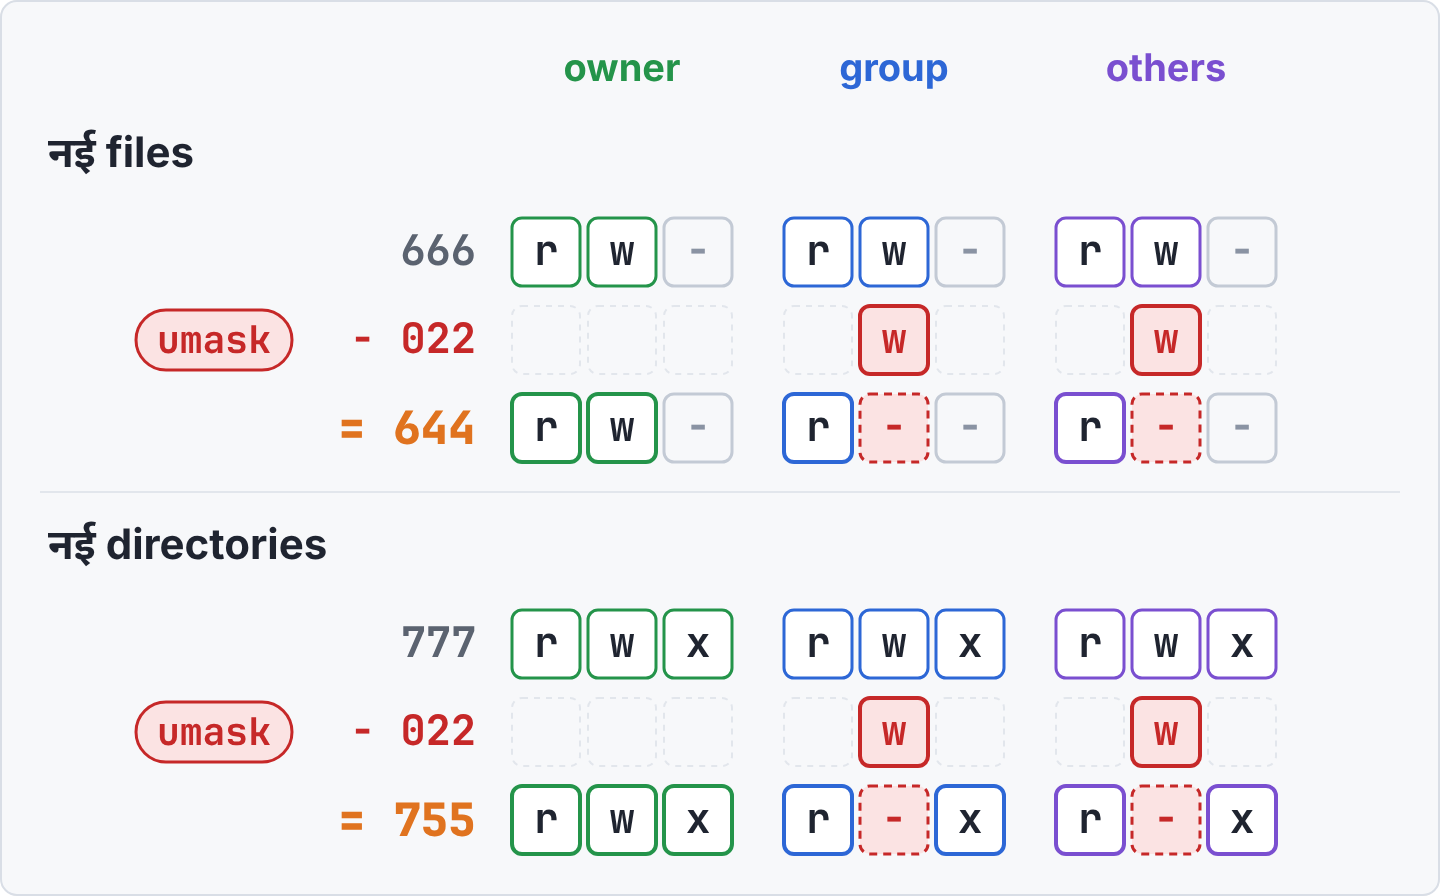 owner group others
नई files
666 r w - r w - r w -
umask - 022 w w
= 644 r w - r - - r - -
नई directories
777 r w x r w x r w x
umask - 022 w w
= 755 r w x r - x r - x